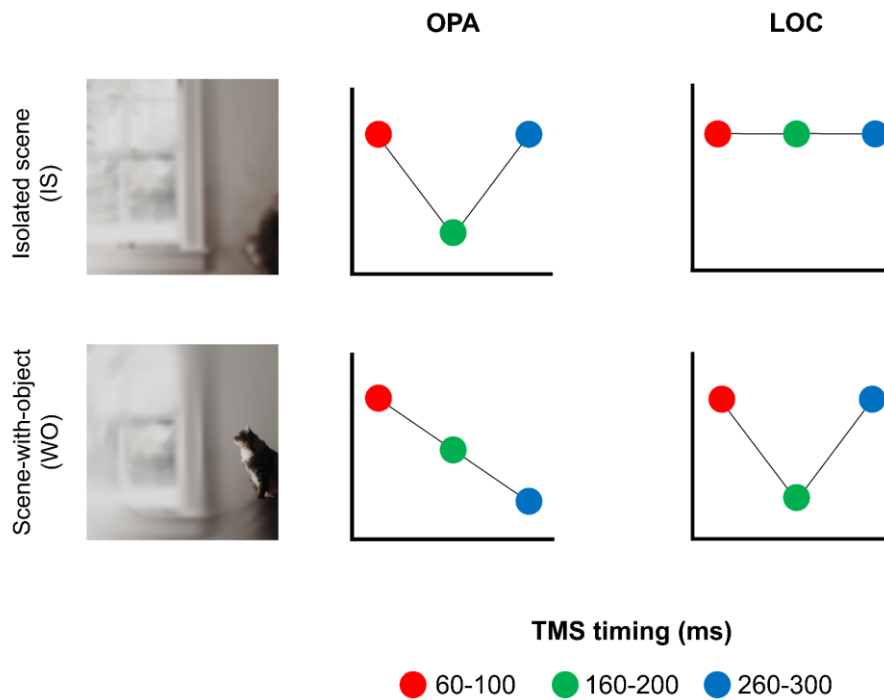 OPA
LOC
Isolated scene
(IS)
Scene-with-object
(WO)
TMS timing (ms)
60-100
160-200
260-300